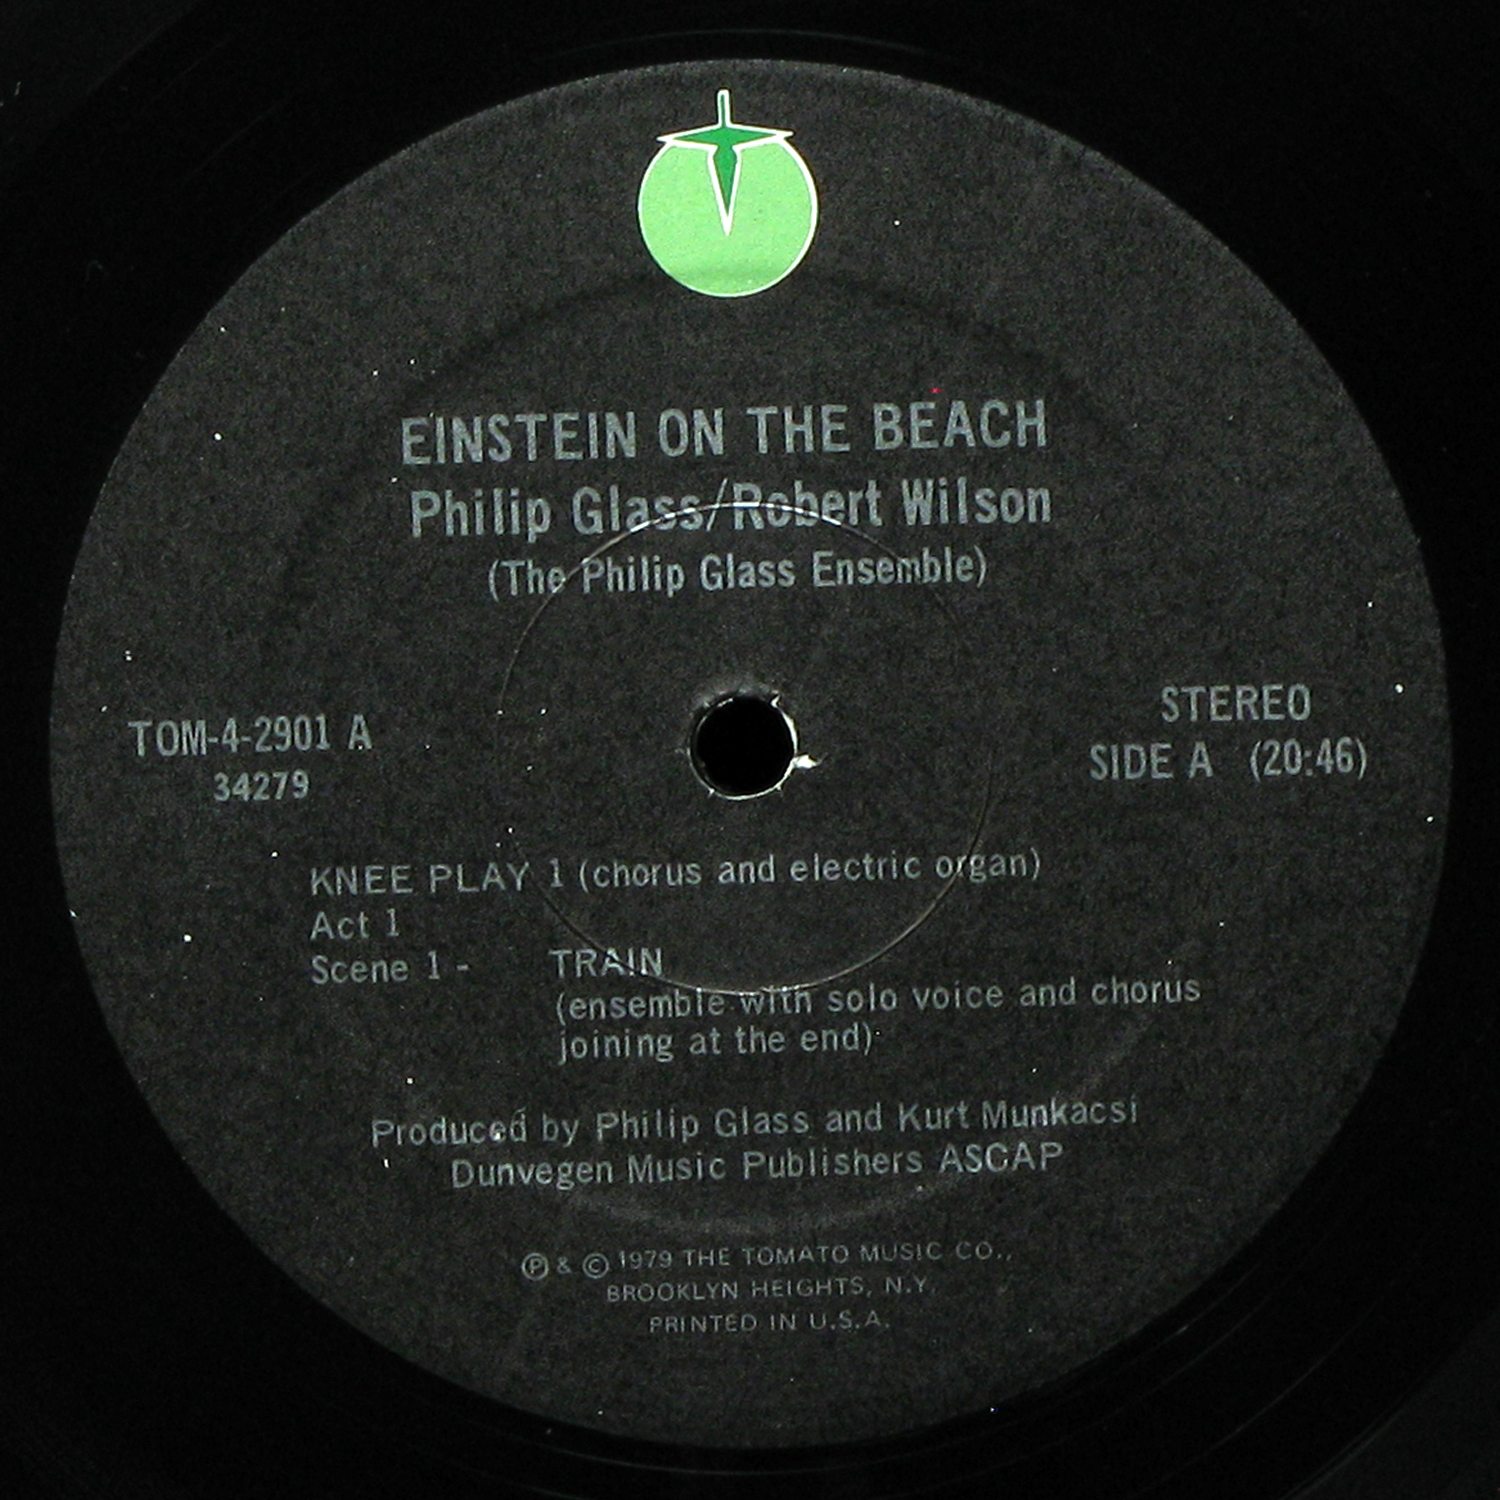 EINSTEIN ON THE BEACH
Philip Glass/Robert Wilson
(The Philip Glass Ensemble)
TOM-4-2901 A
34279
STEREO
SIDE A (20:46)
KNEE PLAY 1 (chorus and electric organ)
Act 1
Scene 1 - TRAIN
(ensemble with solo voice and chorus
joining at the end)
Produced by Philip Glass and Kurt Munkacsi
Dunvegen Music Publishers ASCAP
℗ & © 1979 THE TOMATO MUSIC CO.,
BROOKLYN HEIGHTS, N.Y.
PRINTED IN U.S.A.